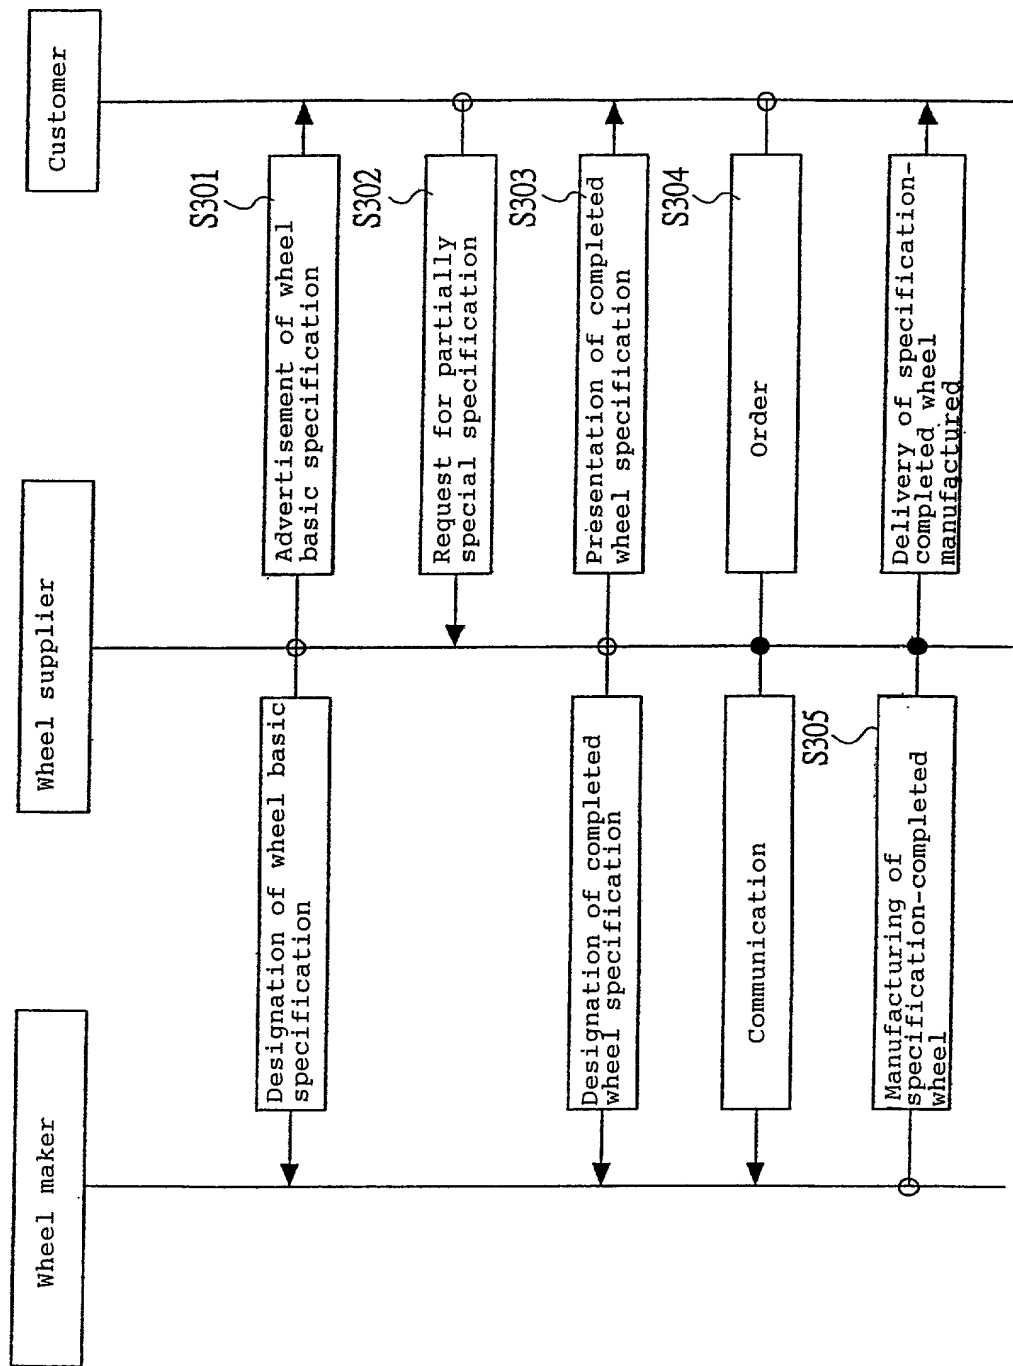 Wheel maker
Wheel supplier
Customer
Designation of wheel basic
specification
S301
Advertisement of wheel
basic specification
S302
Request for partially
special specification
Designation of completed
wheel specification
S303
Presentation of completed
wheel specification
Communication
S304
Order
S305
Manufacturing of
specification-completed
wheel
Delivery of specification-
completed wheel
manufactured